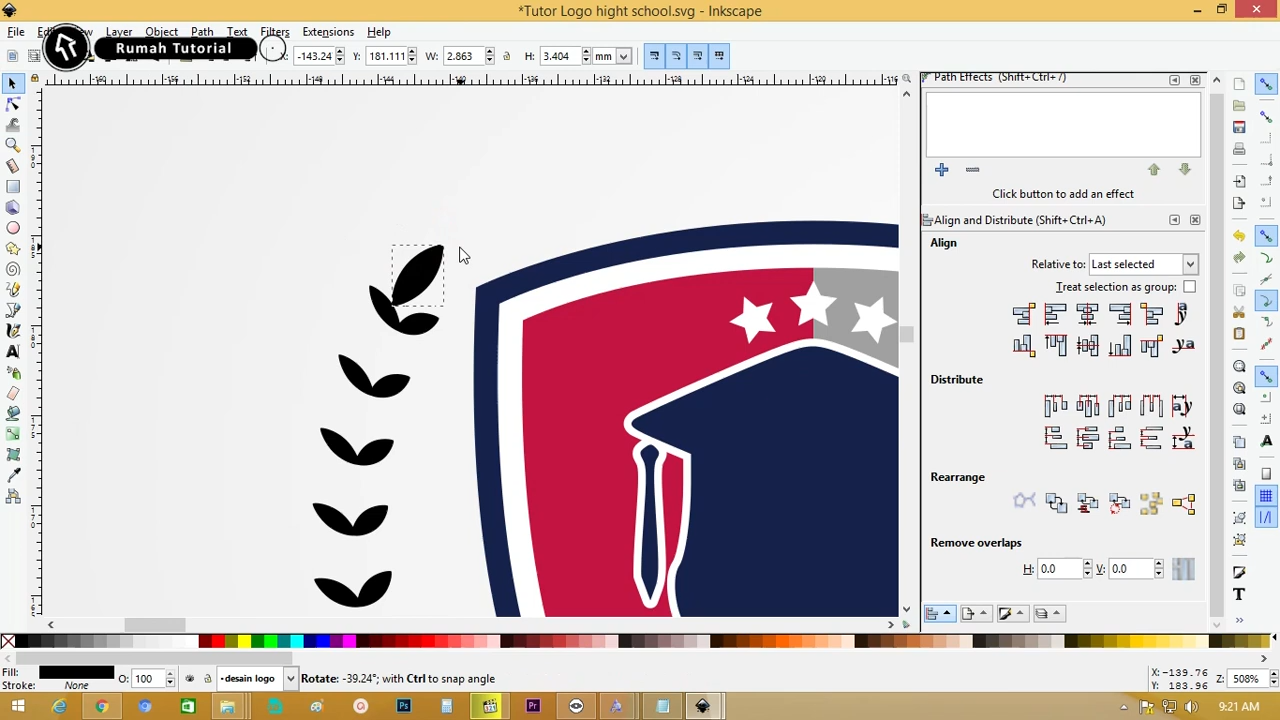 *Tutor Logo hight school.svg - Inkscape
File Edit View Layer Object Path Text Filters Extensions Help
Rumah Tutorial
X: -143.24 Y: 181.111 W: 2.863 H: 3.404 mm
Path Effects (Shift+Ctrl+7)
Click button to add an effect
Align and Distribute (Shift+Ctrl+A)
Align
Relative to: Last selected
Treat selection as group:
Distribute
Rearrange
Remove overlaps
H: 0.0 V: 0.0
Fill:
Stroke: None
O: 100
desain logo
Rotate: -39.24°; with Ctrl to snap angle
X: -139.76
Y: 183.96
Z: 508%
9:21 AM